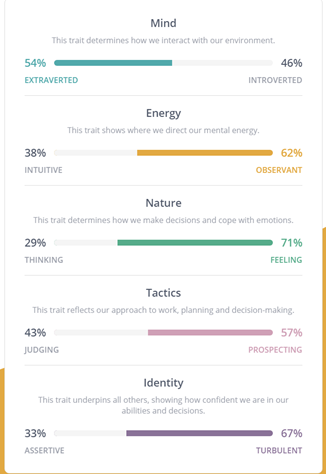 Mind
This trait determines how we interact with our environment.
54% 46%
EXTRAVERTED INTROVERTED
Energy
This trait shows where we direct our mental energy.
38% 62%
INTUITIVE OBSERVANT
Nature
This trait determines how we make decisions and cope with emotions.
29% 71%
THINKING FEELING
Tactics
This trait reflects our approach to work, planning and decision-making.
43% 57%
JUDGING PROSPECTING
Identity
This trait underpins all others, showing how confident we are in our
abilities and decisions.
33% 67%
ASSERTIVE TURBULENT